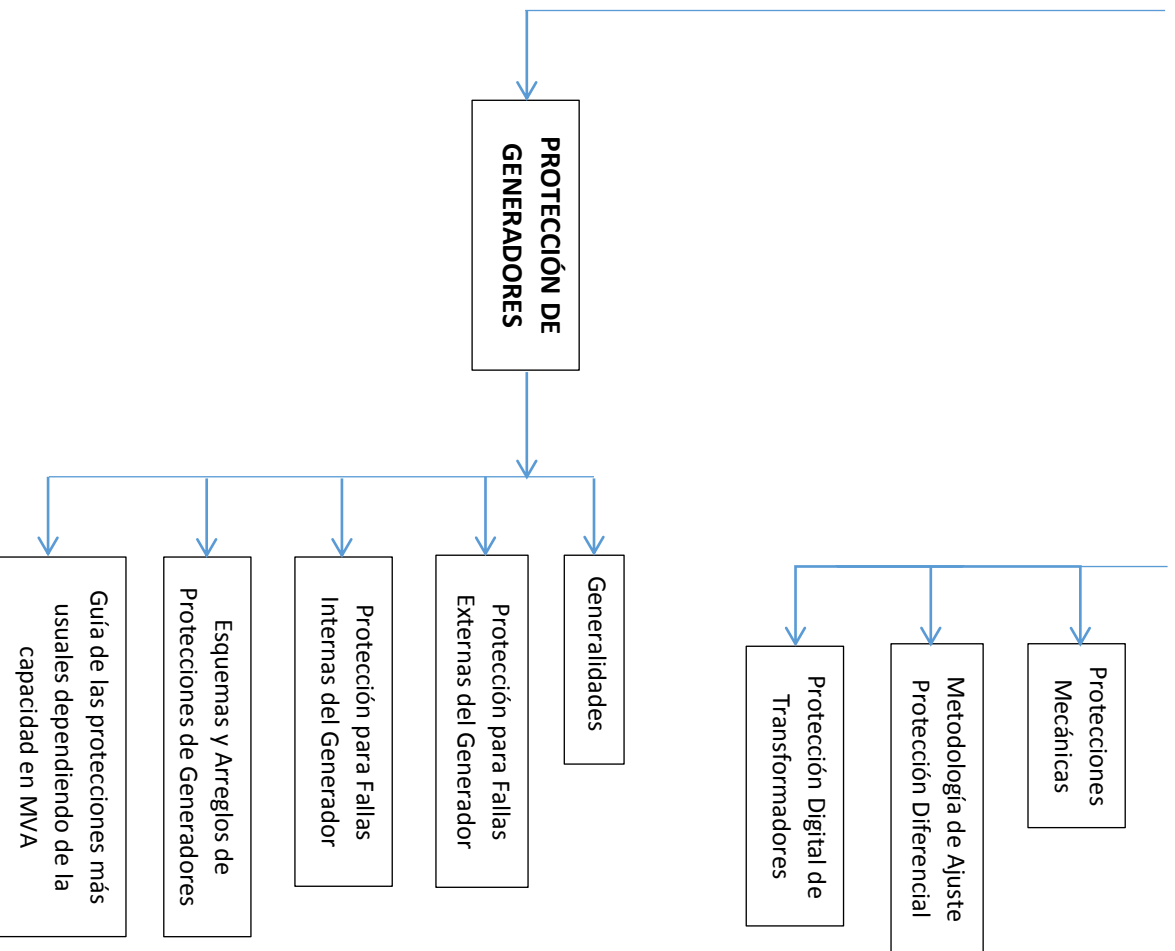 Protecciones
Mecánicas
Metodología de Ajuste
Protección Diferencial
Protección Digital de
Transformadores
PROTECCIÓN DE
GENERADORES
Generalidades
Protección para Fallas
Externas del Generador
Protección para Fallas
Internas del Generador
Esquemas y Arreglos de
Protecciones de Generadores
Guía de las protecciones más
usuales dependiendo de la
capacidad en MVA